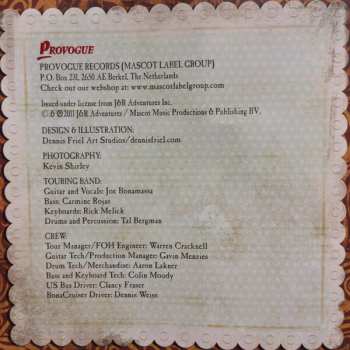 PROVOGUE
PROVOGUE RECORDS (MASCOT LABEL GROUP)
P.O. Box 231, 2650 AE Berkel, The Netherlands
Check out our webshop at: www.mascotlabelgroup.com
Issued under license from J&R Adventures Inc.
©&℗2011 J&R Adventures / Mascot Music Productions & Publishing BV.
DESIGN & ILLUSTRATION:
Dennis Friel Art Studios/dennisfriel.com
PHOTOGRAPHY:
Kevin Shirley
TOURING BAND:
Guitar and Vocals: Joe Bonamassa
Bass: Carmine Rojas
Keyboards: Rick Melick
Drums and Percussion: Tal Bergman
CREW:
Tour Manager/FOH Engineer: Warren Cracknell
Guitar Tech/Production Manager: Gavin Menzies
Drum Tech/Merchandise: Aaron Lakner
Bass and Keyboard Tech: Colin Moody
US Bus Driver: Clancy Fraser
BonaCruiser Driver: Dennis Weiss